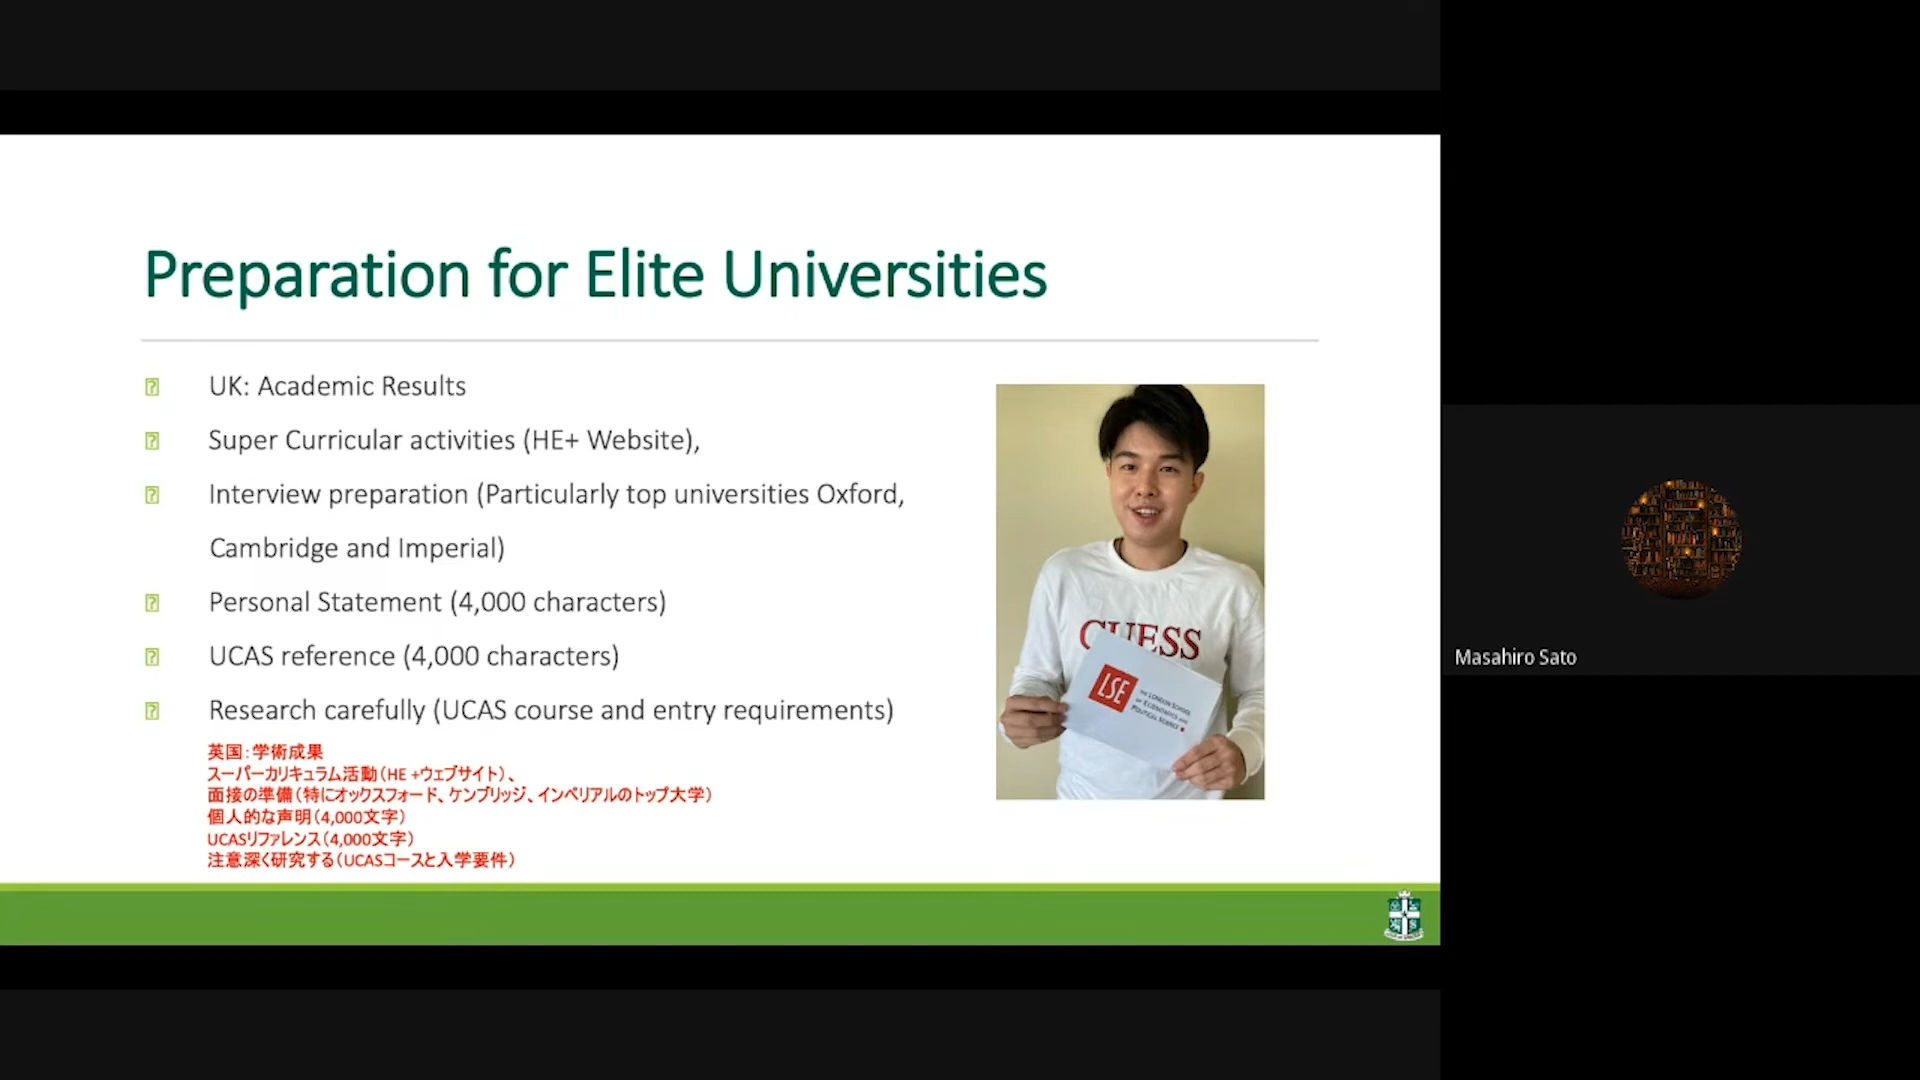 Preparation for Elite Universities
UK: Academic Results
Super Curricular activities (HE+ Website),
Interview preparation (Particularly top universities Oxford,
Cambridge and Imperial)
Personal Statement (4,000 characters)
UCAS reference (4,000 characters)
Research carefully (UCAS course and entry requirements)
英国：学術成果
スーパーカリキュラム活動（HE +ウェブサイト）、
面接の準備（特にオックスフォード、ケンブリッジ、インペリアルのトップ大学）
個人的な声明（4,000文字）
UCASリファレンス（4,000文字）
注意深く研究する（UCASコースと入学要件）
GUESS
LSE
THE LONDON SCHOOL
OF ECONOMICS AND
POLITICAL SCIENCE
Masahiro Sato